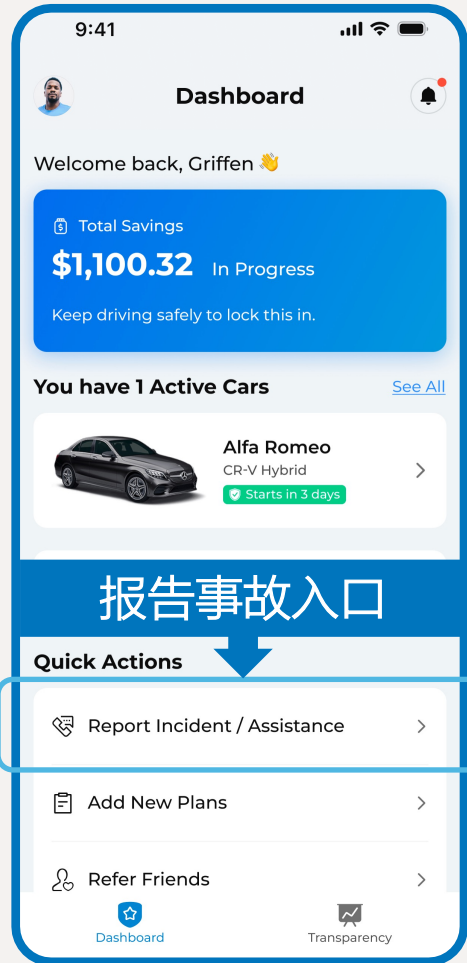 9:41
Dashboard
Welcome back, Griffen 👋
Total Savings
$1,100.32 In Progress
Keep driving safely to lock this in.
You have 1 Active Cars See All
Alfa Romeo
CR-V Hybrid
Starts in 3 days
报告事故入口
Quick Actions
Report Incident / Assistance
Add New Plans
Refer Friends
Dashboard Transparency